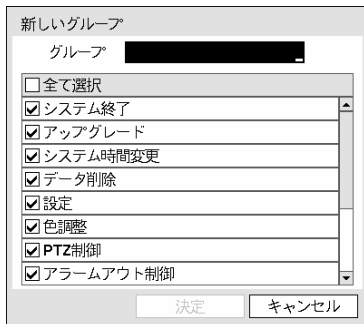 新しいグループ
グループ
全て選択
システム終了
アップグレード
システム時間変更
データ削除
設定
色調整
PTZ制御
アラームアウト制御
決定 キャンセル